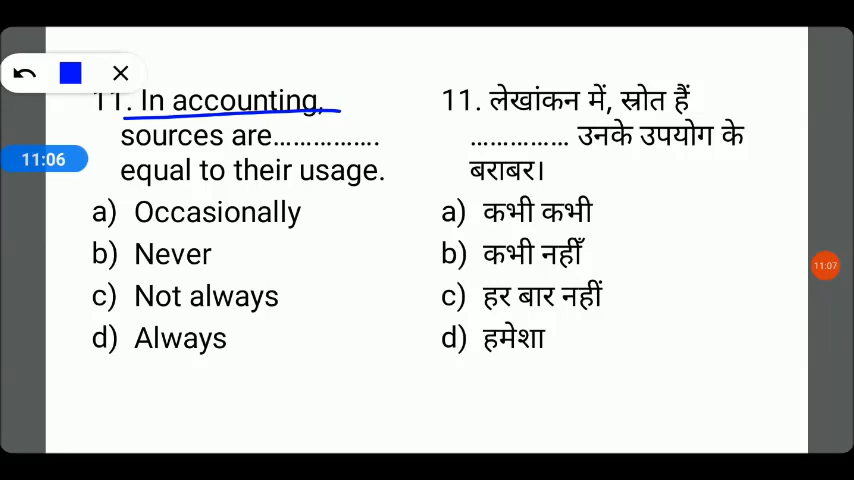 11. In accounting,
sources are...............
equal to their usage.
a) Occasionally
b) Never
c) Not always
d) Always
11. लेखांकन में, स्रोत हैं
............... उनके उपयोग के
बराबर।
a) कभी कभी
b) कभी नहीँ
c) हर बार नहीं
d) हमेशा
11:06
11:07